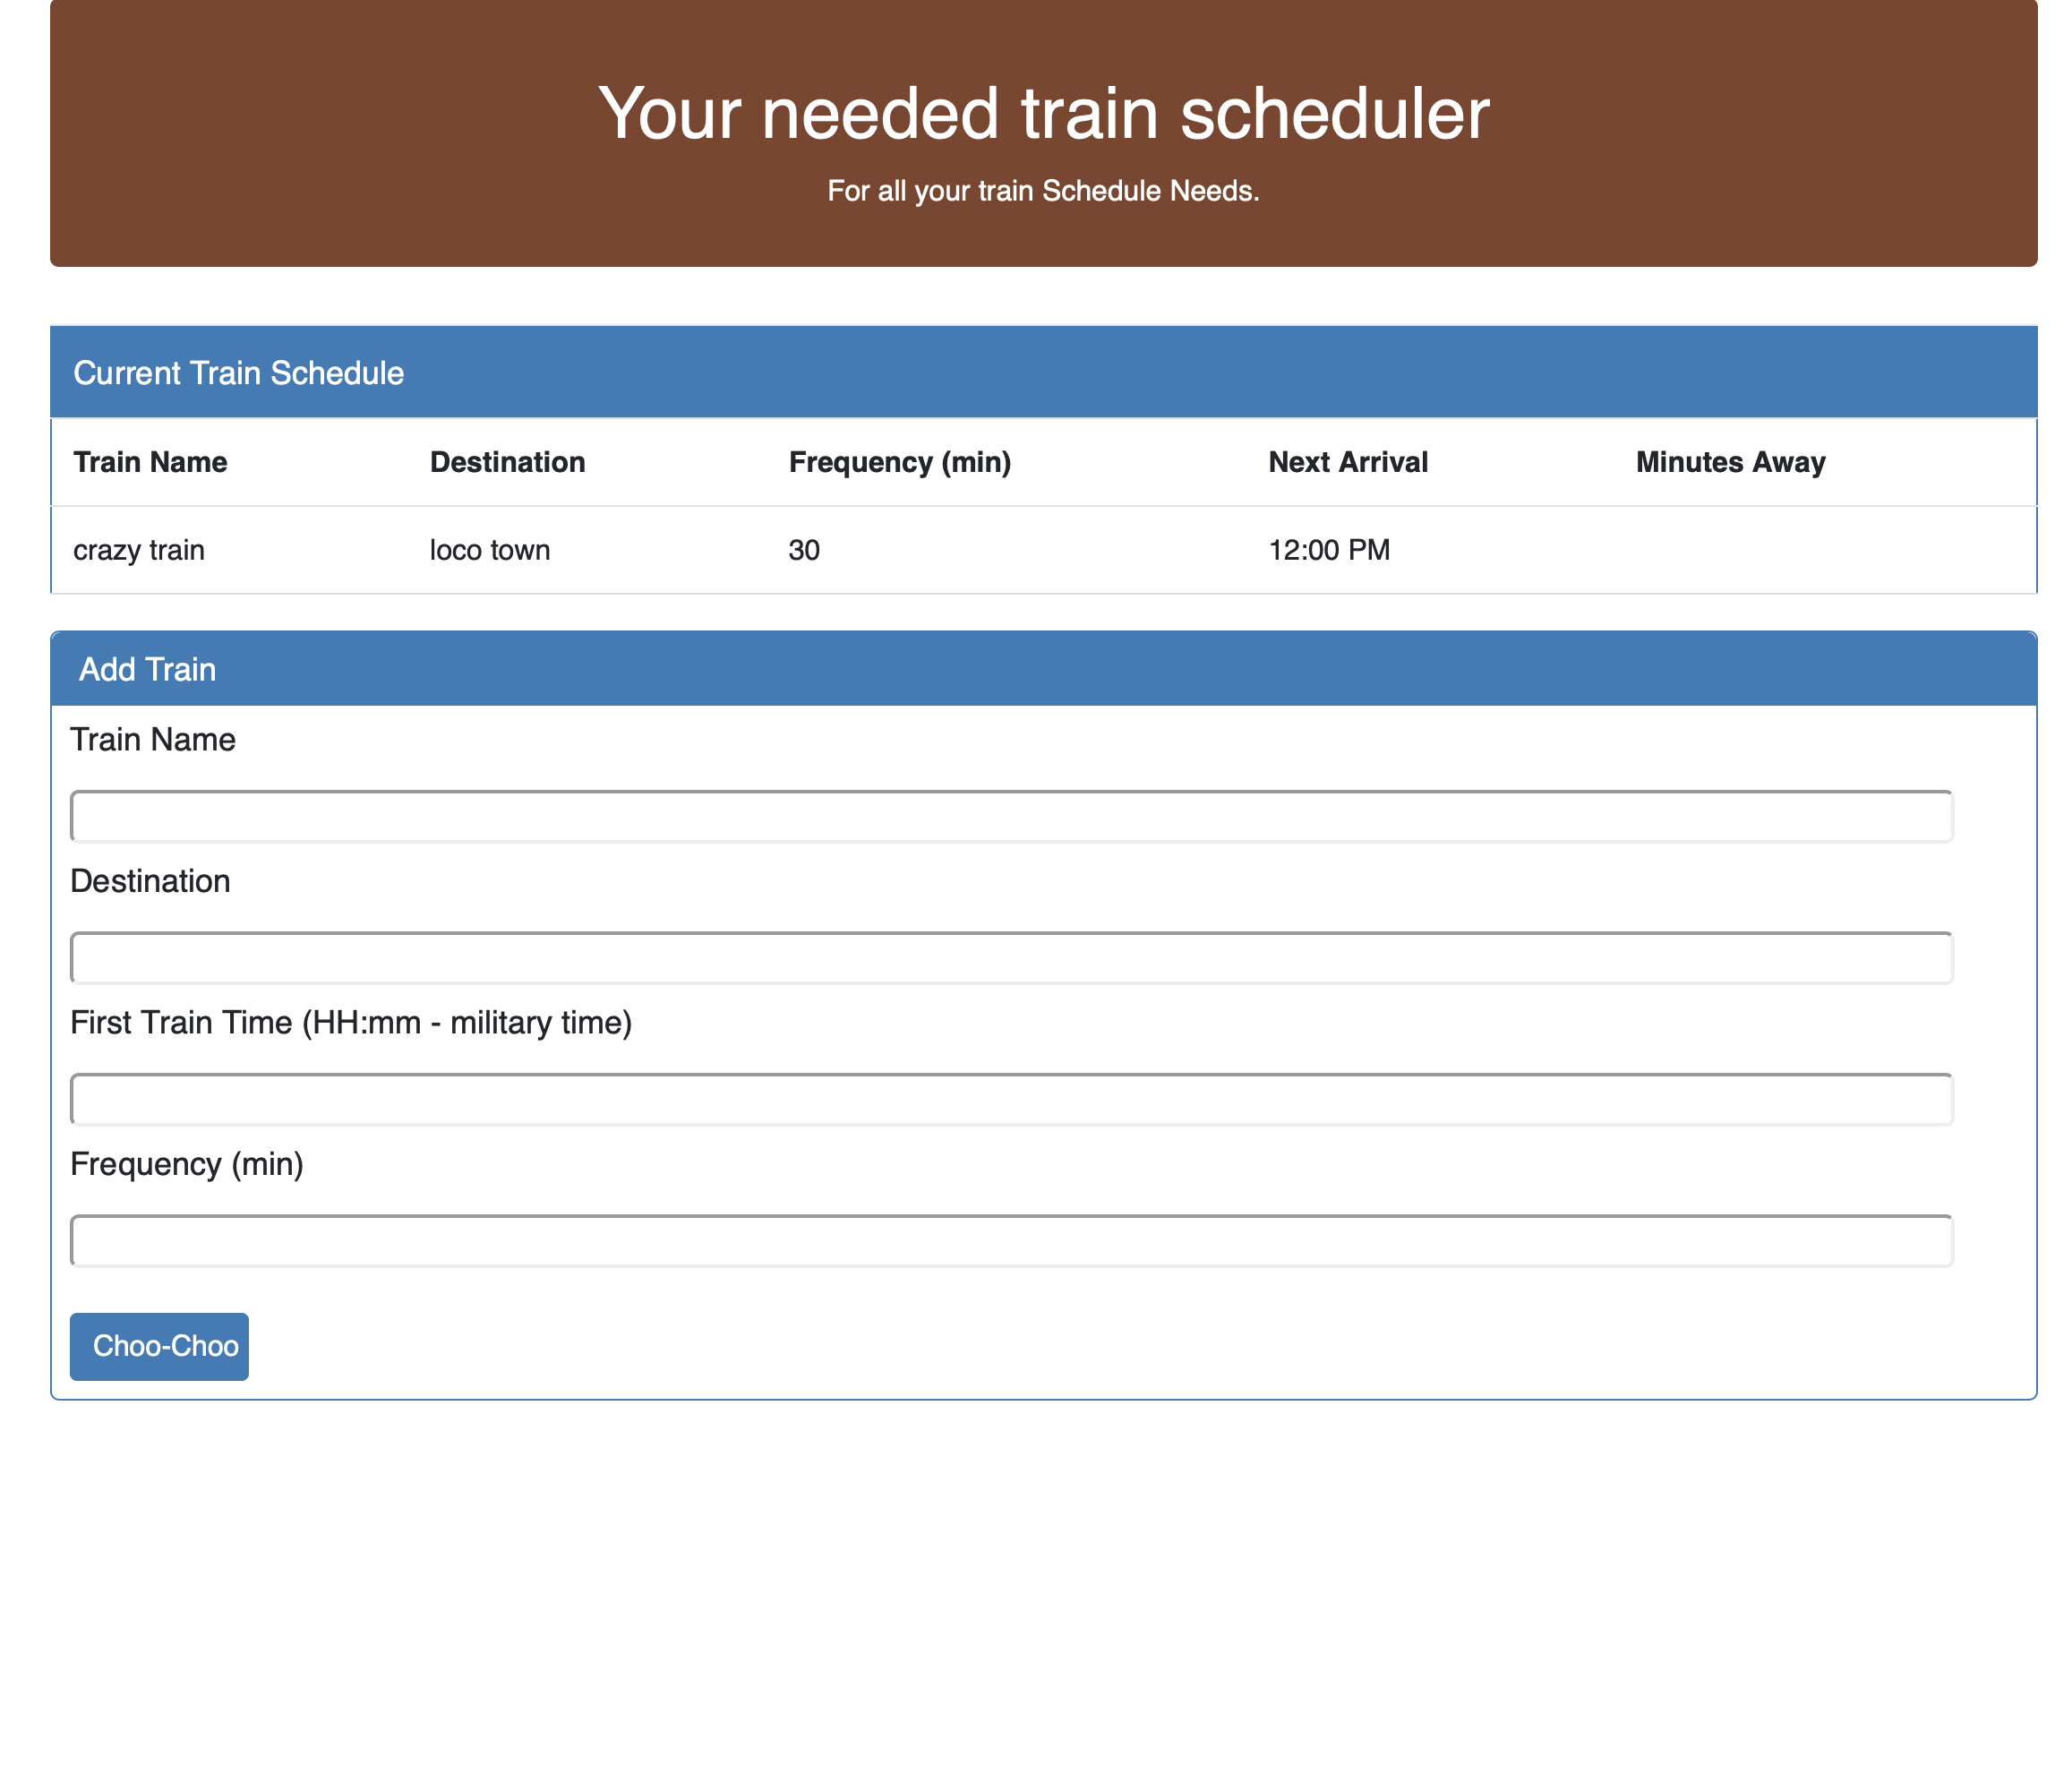 Your needed train scheduler
For all your train Schedule Needs.
Current Train Schedule
Train Name Destination Frequency (min) Next Arrival Minutes Away
crazy train loco town 30 12:00 PM
Add Train
Train Name
Destination
First Train Time (HH:mm - military time)
Frequency (min)
Choo-Choo